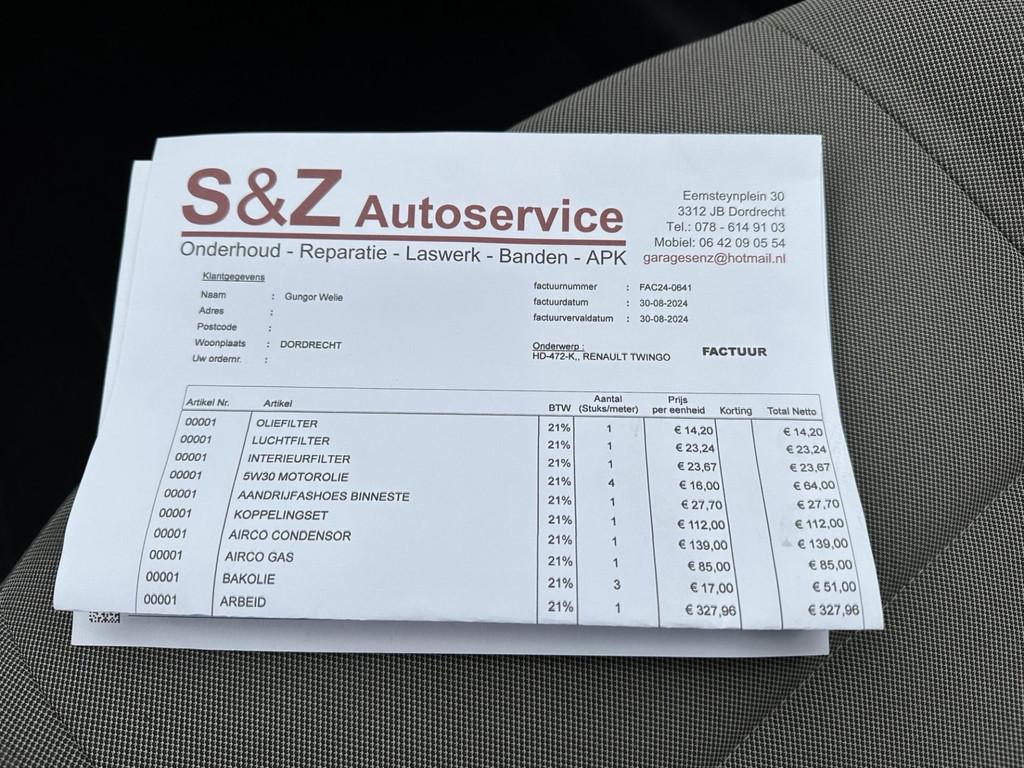 S&Z Autoservice
Onderhoud - Reparatie - Laswerk - Banden - APK
Eemsteynplein 30
3312 JB Dordrecht
Tel.: 078 - 614 91 03
Mobiel: 06 42 09 05 54
garagesenz@hotmail.nl
Klantgegevens
Naam : Gungor Welie
Adres :
Postcode :
Woonplaats : DORDRECHT
Uw ordernr. :
factuurnummer : FAC24-0641
factuurdatum : 30-08-2024
factuurvervaldatum : 30-08-2024
Onderwerp :
HD-472-K,, RENAULT TWINGO
FACTUUR
Artikel Nr. Artikel BTW Aantal (Stuks/meter) Prijs per eenheid Korting Total Netto
00001 OLIEFILTER 21% 1 € 14,20 € 14,20
00001 LUCHTFILTER 21% 1 € 23,24 € 23,24
00001 INTERIEURFILTER 21% 1 € 23,67 € 23,67
00001 5W30 MOTOROLIE 21% 4 € 16,00 € 64,00
00001 AANDRIJFASHOES BINNESTE 21% 1 € 27,70 € 27,70
00001 KOPPELINGSET 21% 1 € 112,00 € 112,00
00001 AIRCO CONDENSOR 21% 1 € 139,00 € 139,00
00001 AIRCO GAS 21% 1 € 85,00 € 85,00
00001 BAKOLIE 21% 3 € 17,00 € 51,00
00001 ARBEID 21% 1 € 327,96 € 327,96